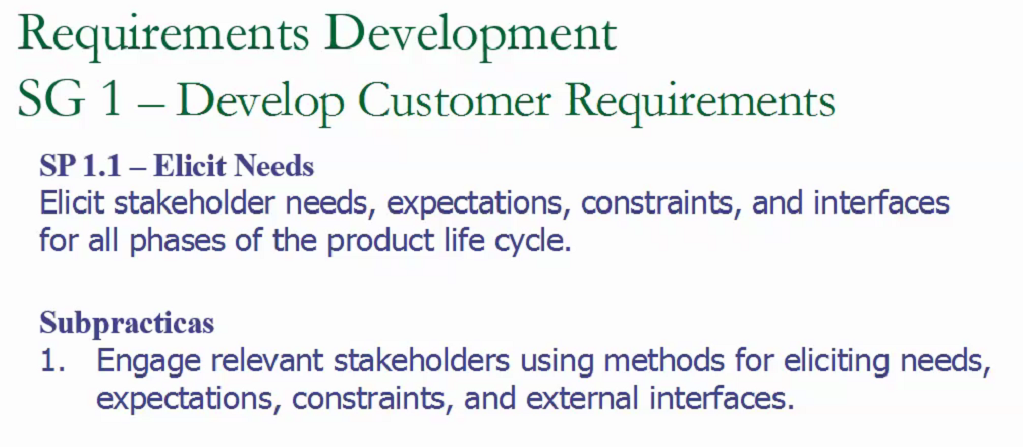 Requirements Development
SG 1 – Develop Customer Requirements
SP 1.1 – Elicit Needs
Elicit stakeholder needs, expectations, constraints, and interfaces
for all phases of the product life cycle.
Subpracticas
1. Engage relevant stakeholders using methods for eliciting needs,
expectations, constraints, and external interfaces.